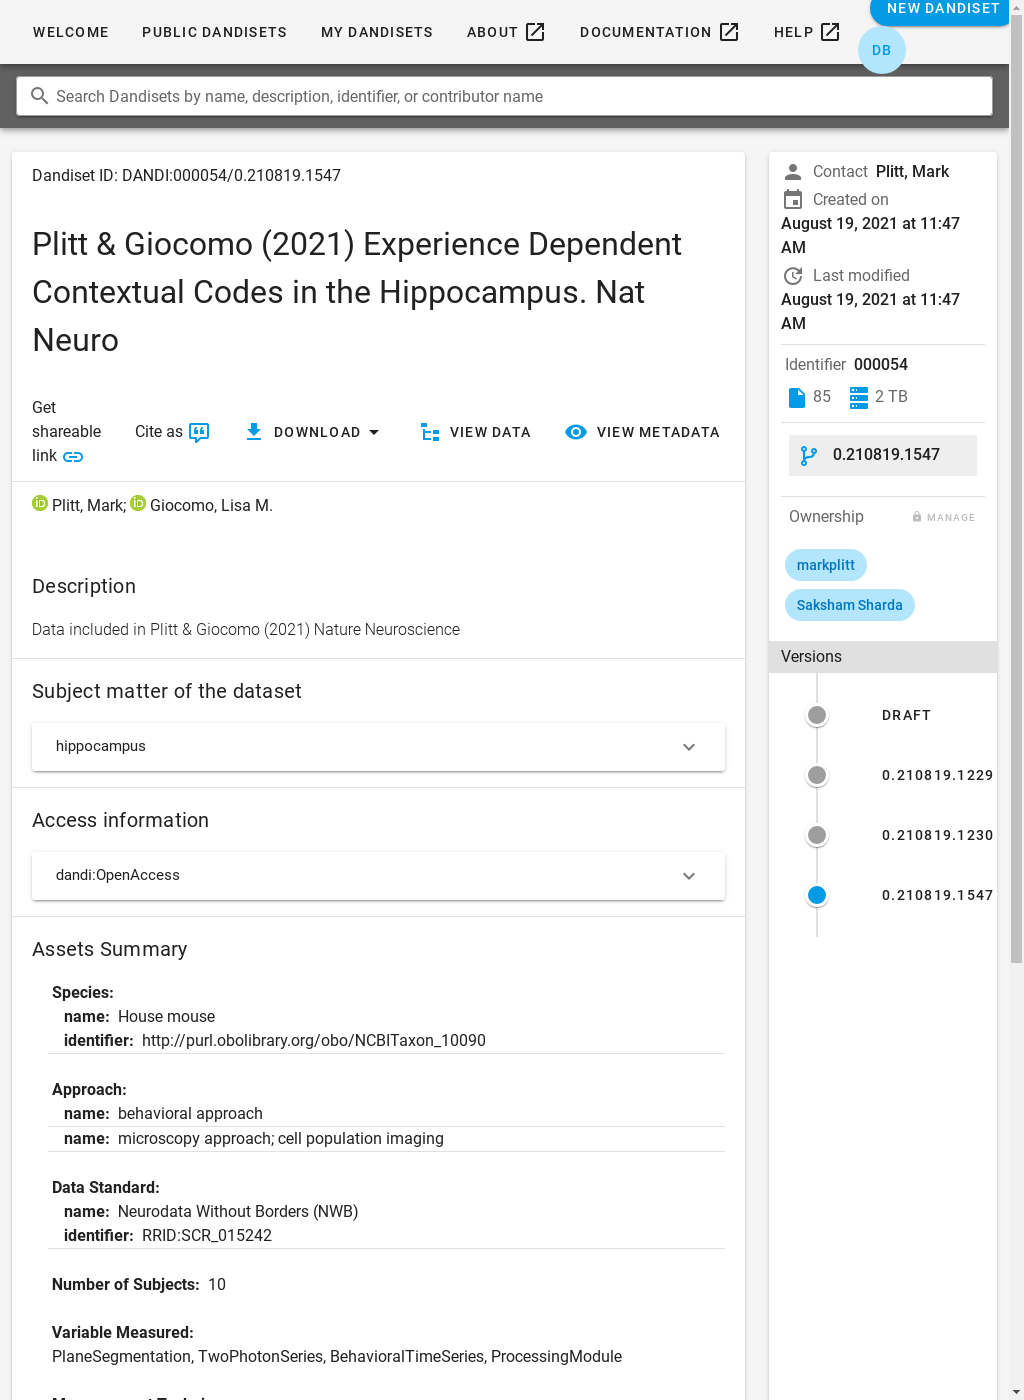 WELCOME PUBLIC DANDISETS MY DANDISETS ABOUT DOCUMENTATION HELP NEW DANDISET
DB
Search Dandisets by name, description, identifier, or contributor name
Dandiset ID: DANDI:000054/0.210819.1547
Plitt & Giocomo (2021) Experience Dependent
Contextual Codes in the Hippocampus. Nat
Neuro
Get
shareable
link
Cite as
DOWNLOAD
VIEW DATA
VIEW METADATA
Plitt, Mark; Giocomo, Lisa M.
Description
Data included in Plitt & Giocomo (2021) Nature Neuroscience
Subject matter of the dataset
hippocampus
Access information
dandi:OpenAccess
Assets Summary
Species:
name: House mouse
identifier: http://purl.obolibrary.org/obo/NCBITaxon_10090
Approach:
name: behavioral approach
name: microscopy approach; cell population imaging
Data Standard:
name: Neurodata Without Borders (NWB)
identifier: RRID:SCR_015242
Number of Subjects: 10
Variable Measured:
PlaneSegmentation, TwoPhotonSeries, BehavioralTimeSeries, ProcessingModule
Contact Plitt, Mark
Created on
August 19, 2021 at 11:47
AM
Last modified
August 19, 2021 at 11:47
AM
Identifier 000054
85 2 TB
0.210819.1547
Ownership MANAGE
markplitt
Saksham Sharda
Versions
DRAFT
0.210819.1229
0.210819.1230
0.210819.1547